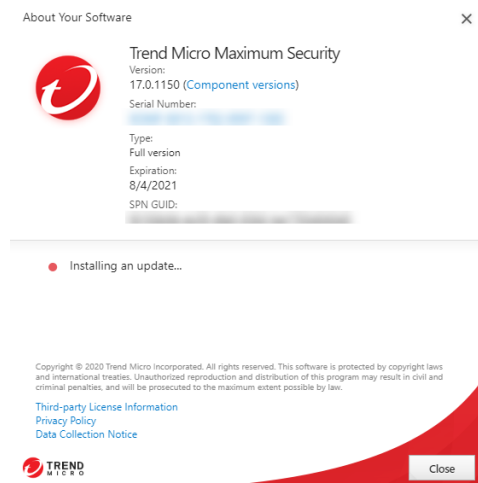 About Your Software
Trend Micro Maximum Security
Version:
17.0.1150 (Component versions)
Serial Number:
Type:
Full version
Expiration:
8/4/2021
SPN GUID:
Installing an update...
Copyright © 2020 Trend Micro Incorporated. All rights reserved. This software is protected by copyright laws
and international treaties. Unauthorized reproduction and distribution of this program may result in civil and
criminal penalties, and will be prosecuted to the maximum extent possible by law.
Third-party License Information
Privacy Policy
Data Collection Notice
TREND
MICRO
Close